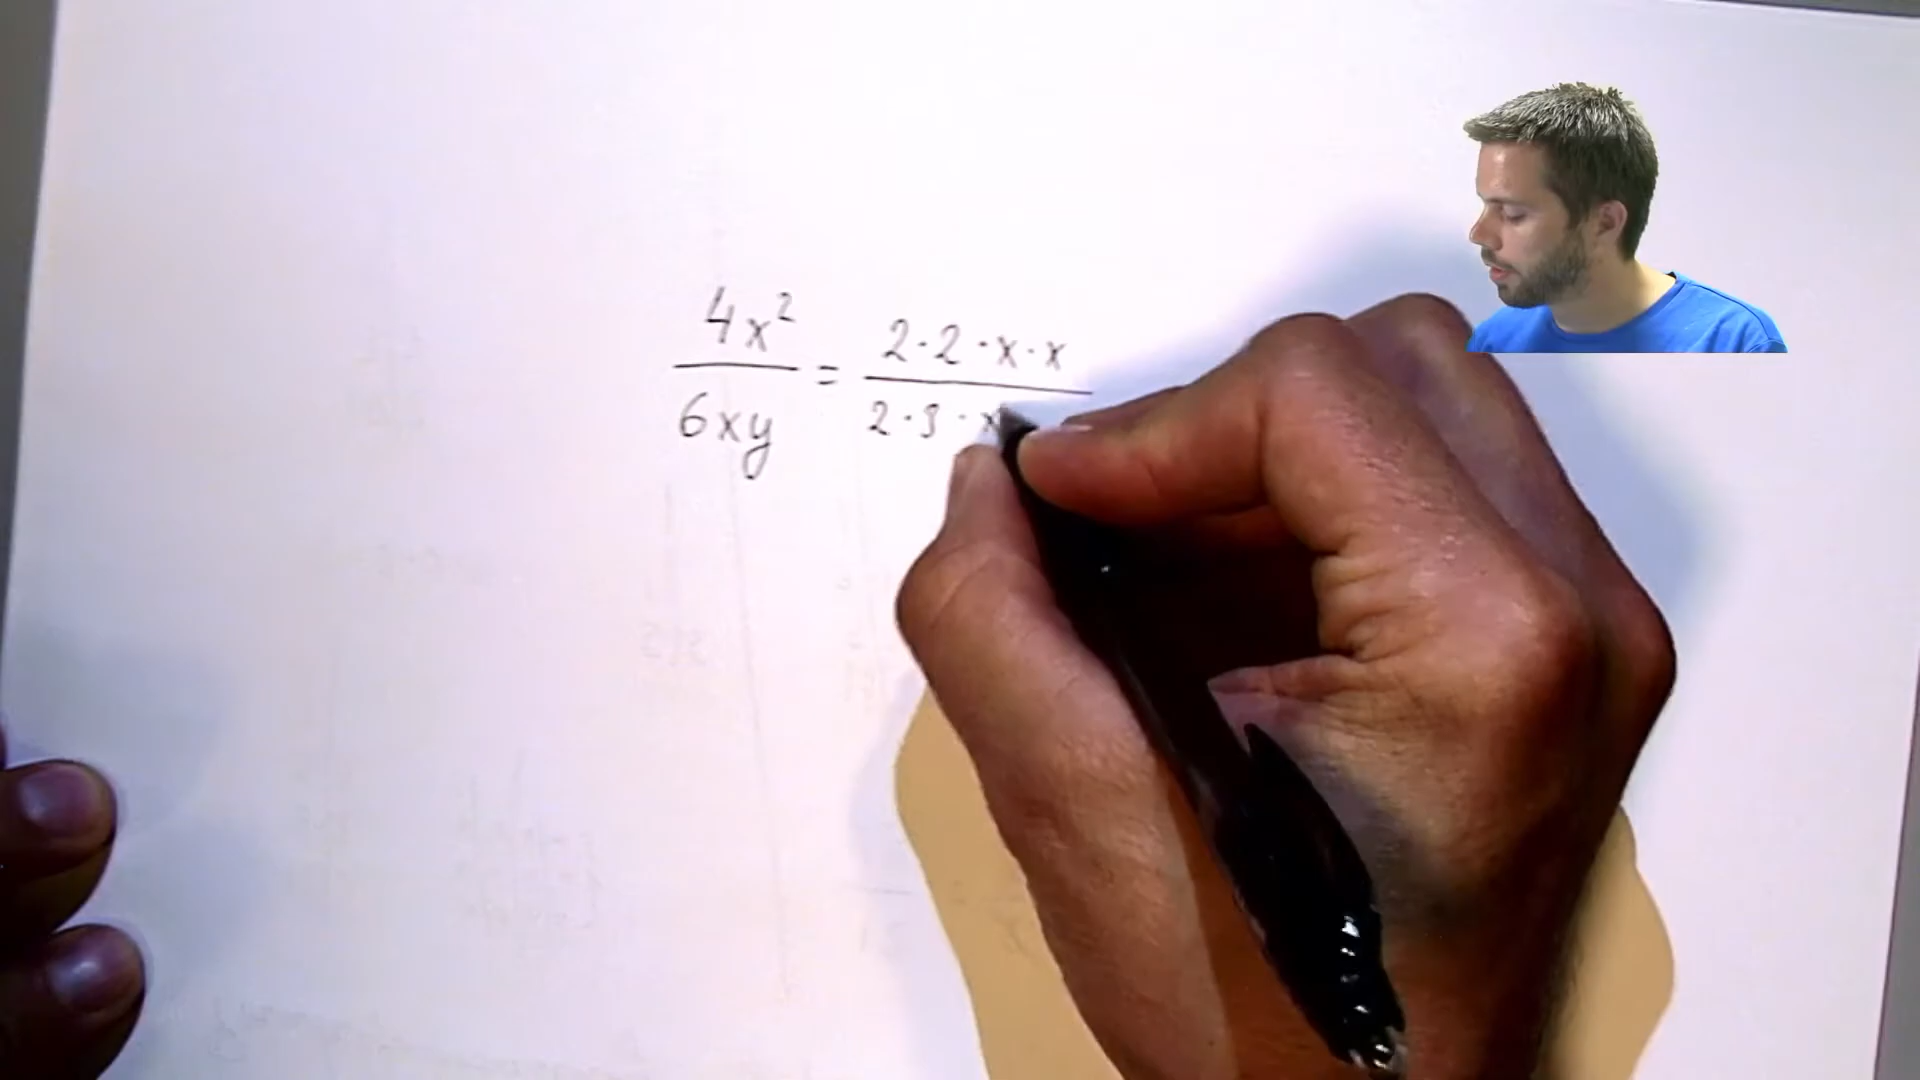 4x² / 6xy = 2·2·x·x / 2·3·x